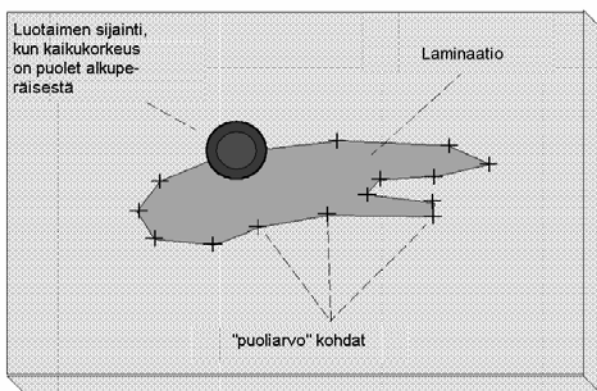 Luotaimen sijainti,
kun kaikukorkeus
on puolet alkupe-
räisestä
Laminaatio
"puoliarvo" kohdat